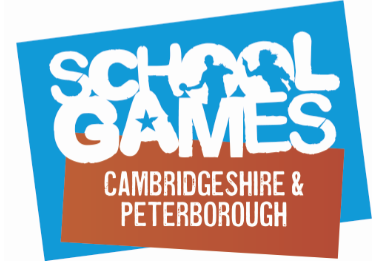 SCHOOL
GAMES
CAMBRIDGESHIRE &
PETERBOROUGH